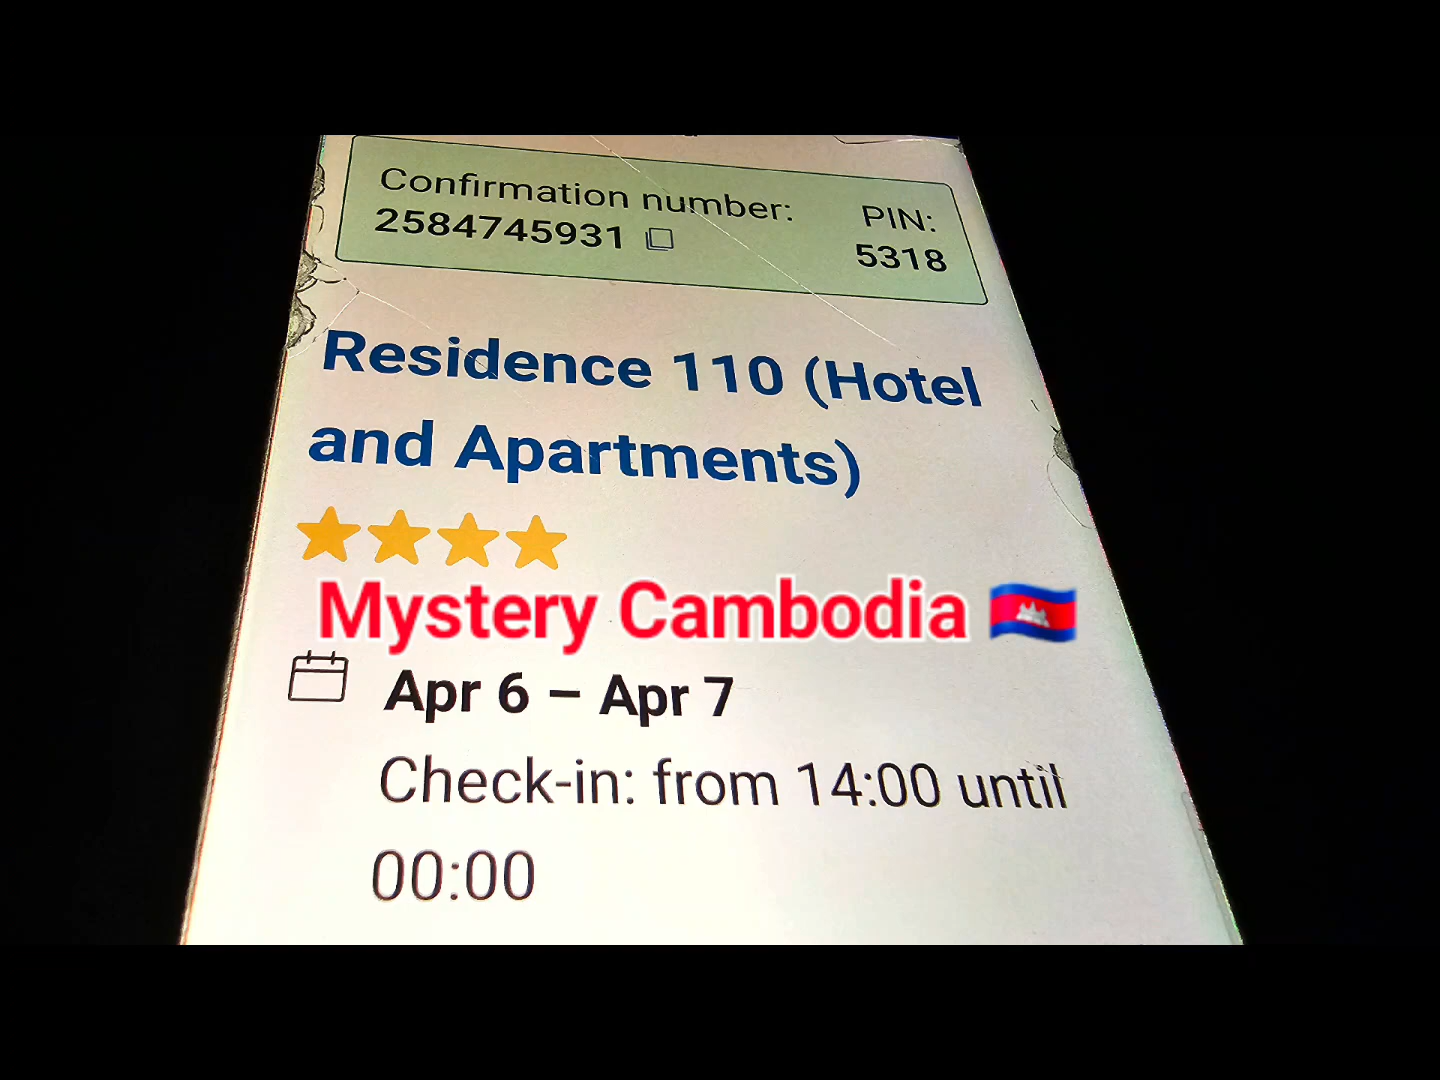 Confirmation number:
2584745931
PIN:
5318
Residence 110 (Hotel
and Apartments)
Mystery Cambodia 🇰🇭
Apr 6 – Apr 7
Check-in: from 14:00 until
00:00